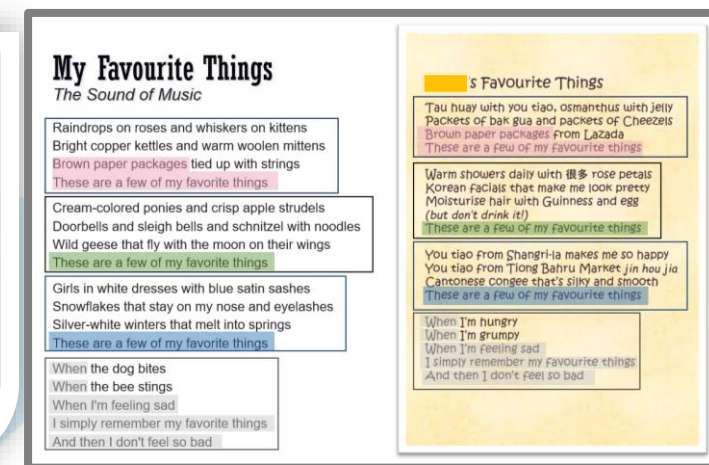 My Favourite Things
The Sound of Music
Raindrops on roses and whiskers on kittens
Bright copper kettles and warm woolen mittens
Brown paper packages tied up with strings
These are a few of my favorite things
Cream-colored ponies and crisp apple strudels
Doorbells and sleigh bells and schnitzel with noodles
Wild geese that fly with the moon on their wings
These are a few of my favorite things
Girls in white dresses with blue satin sashes
Snowflakes that stay on my nose and eyelashes
Silver-white winters that melt into springs
These are a few of my favorite things
When the dog bites
When the bee stings
When I'm feeling sad
I simply remember my favorite things
And then I don't feel so bad
's Favourite Things
Tau huay with you tiao, osmanthus with jelly
Packets of bak gua and packets of Cheezels
Brown paper packages from Lazada
These are a few of my favourite things
Warm showers daily with 很多 rose petals
Korean facials that make me look pretty
Moisturise hair with Guinness and egg
(but don't drink it!)
These are a few of my favourite things
You tiao from Shangri-la makes me so happy
You tiao from Tiong Bahru Market jin hou jia
Cantonese congee that's silky and smooth
These are a few of my favourite things
When I'm hungry
When I'm grumpy
When I'm feeling sad
I simply remember my favourite things
And then I don't feel so bad